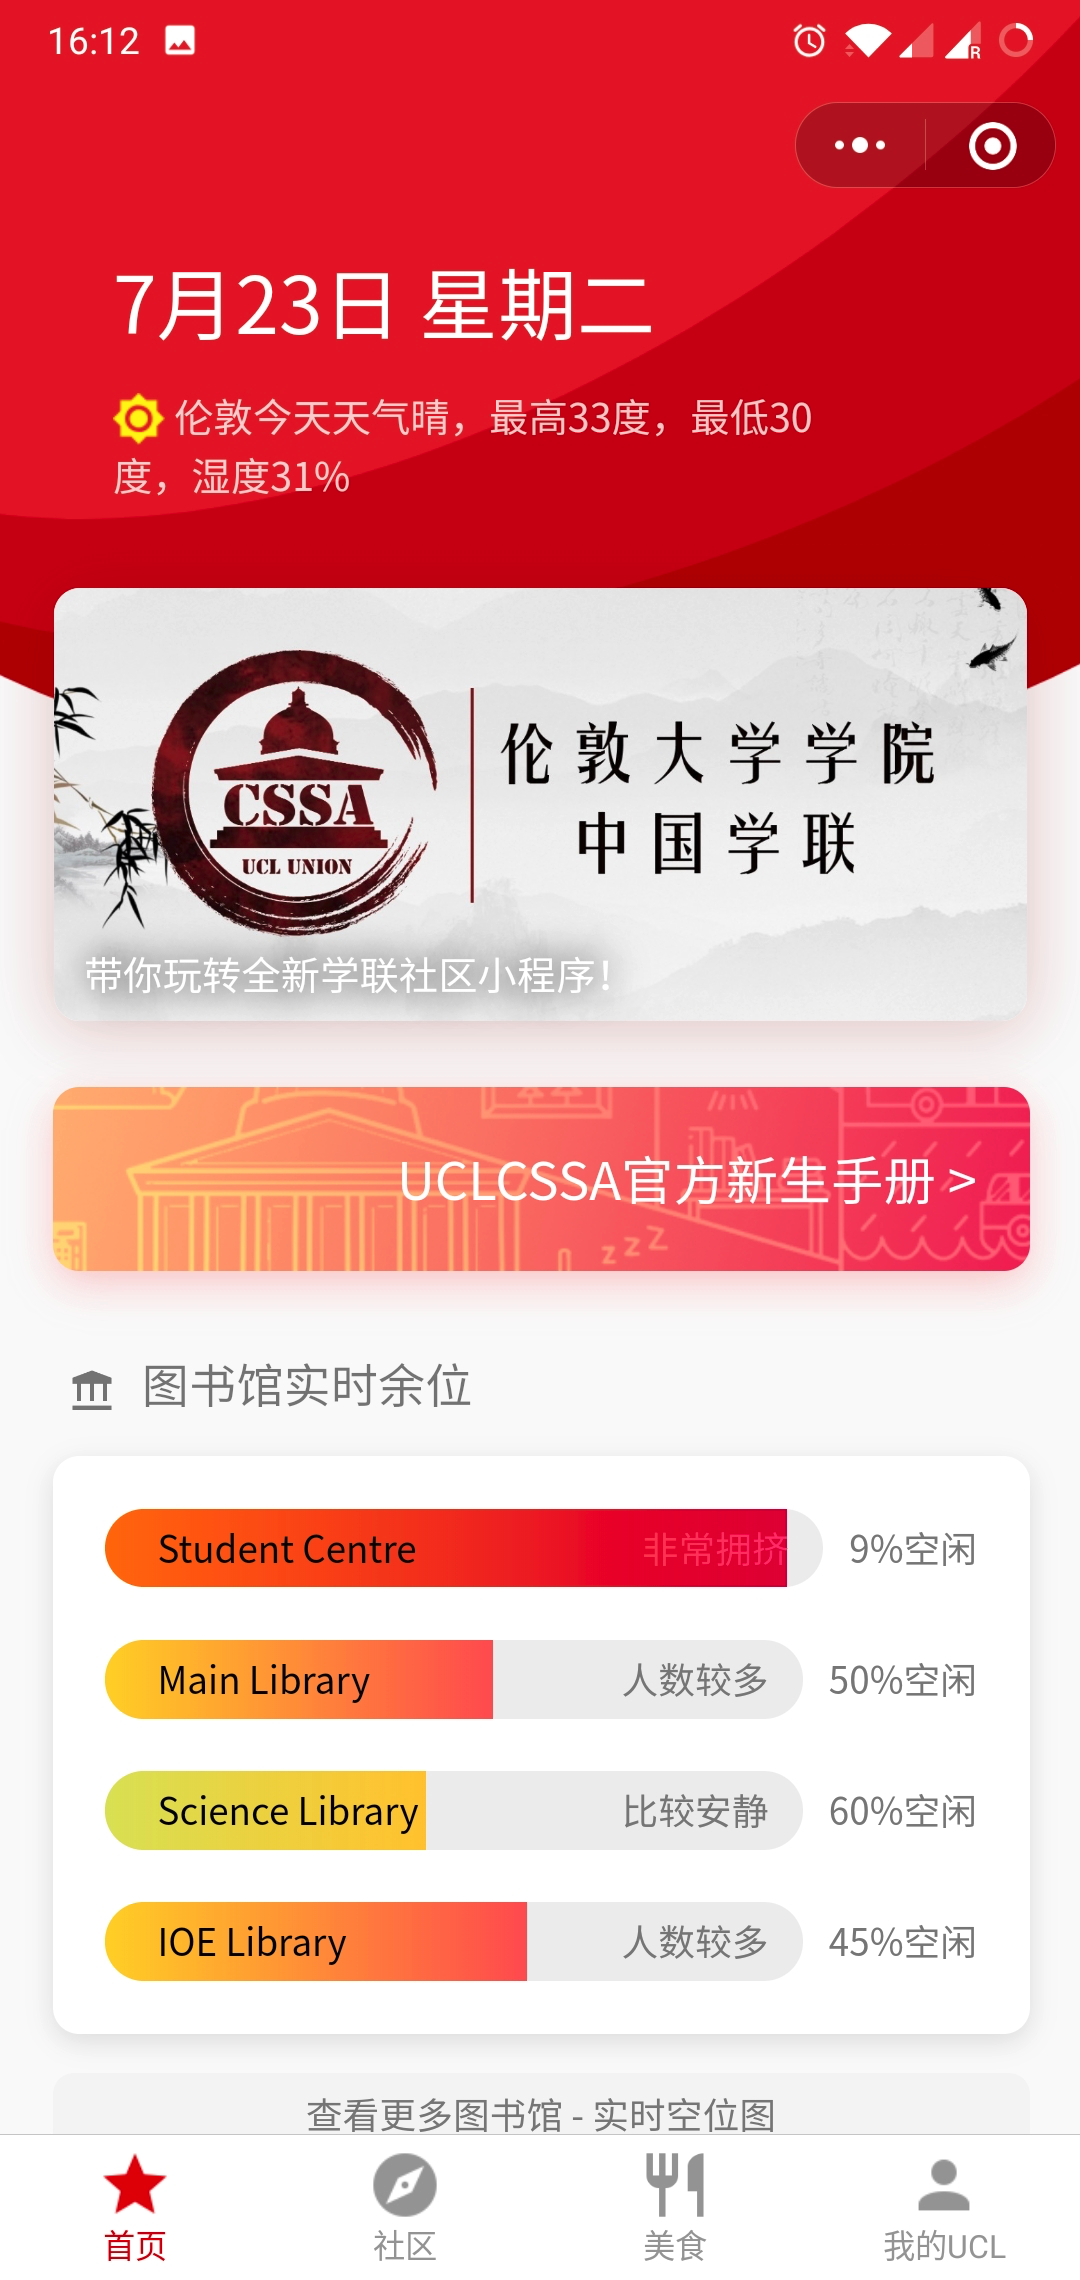 16:12
R
7月23日 星期二
伦敦今天天气晴，最高33度，最低30
度，湿度31%
伦敦大学学院
中国学联
CSSA
UCL UNION
带你玩转全新学联社区小程序！
UCLCSSA官方新生手册 >
z z Z
图书馆实时余位
Student Centre 非常拥挤 9%空闲
Main Library 人数较多 50%空闲
Science Library 比较安静 60%空闲
IOE Library 人数较多 45%空闲
查看更多图书馆 - 实时空位图
首页 社区 美食 我的UCL